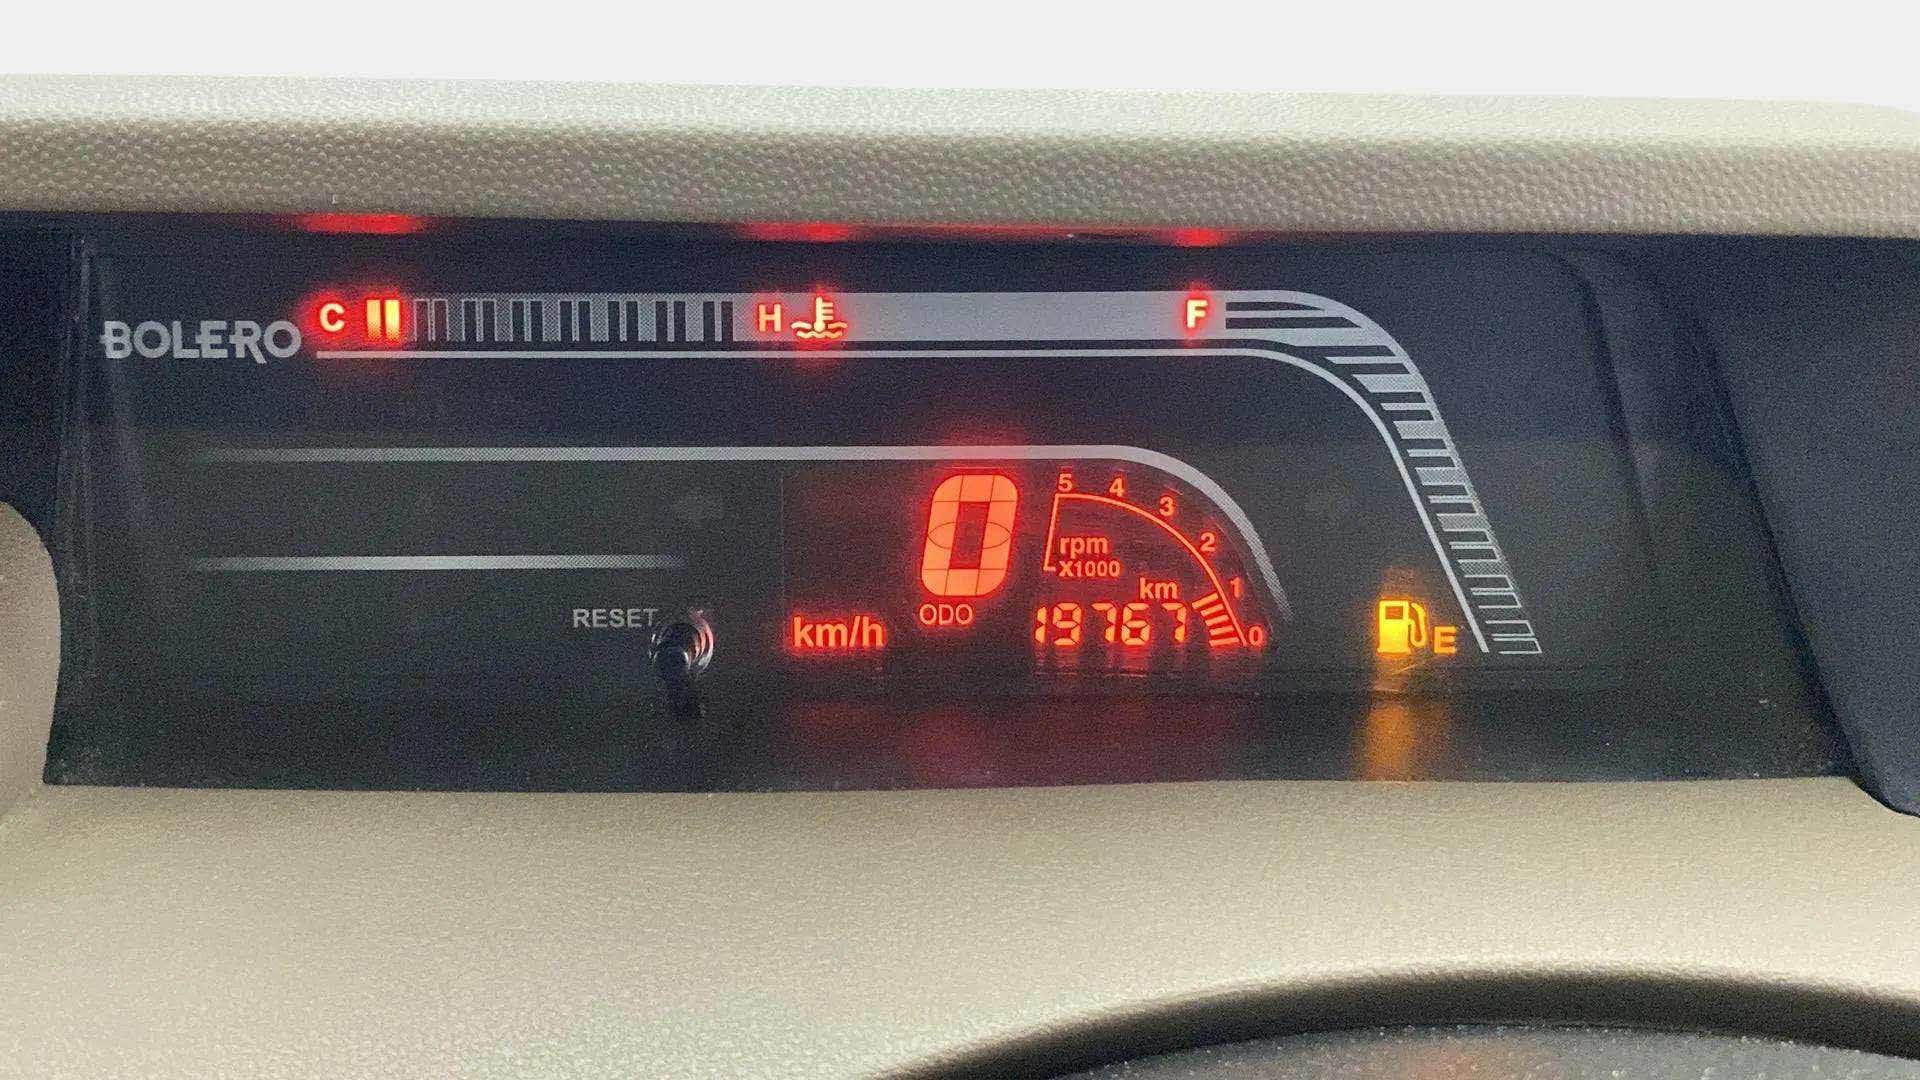 BOLERO
C H F
5 4 3 2 1 0
rpm
X1000
0
km/h
ODO
km
19767
RESET
E